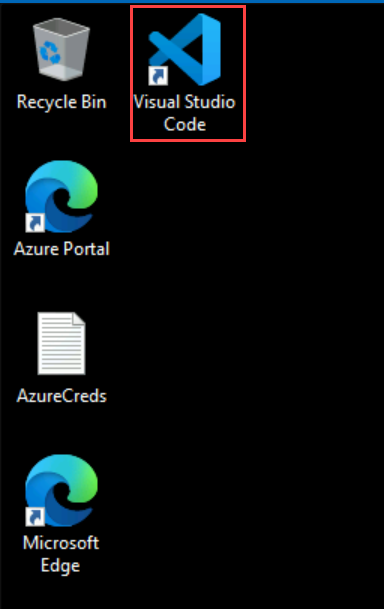 Recycle Bin
Visual Studio
Code
Azure Portal
AzureCreds
Microsoft
Edge